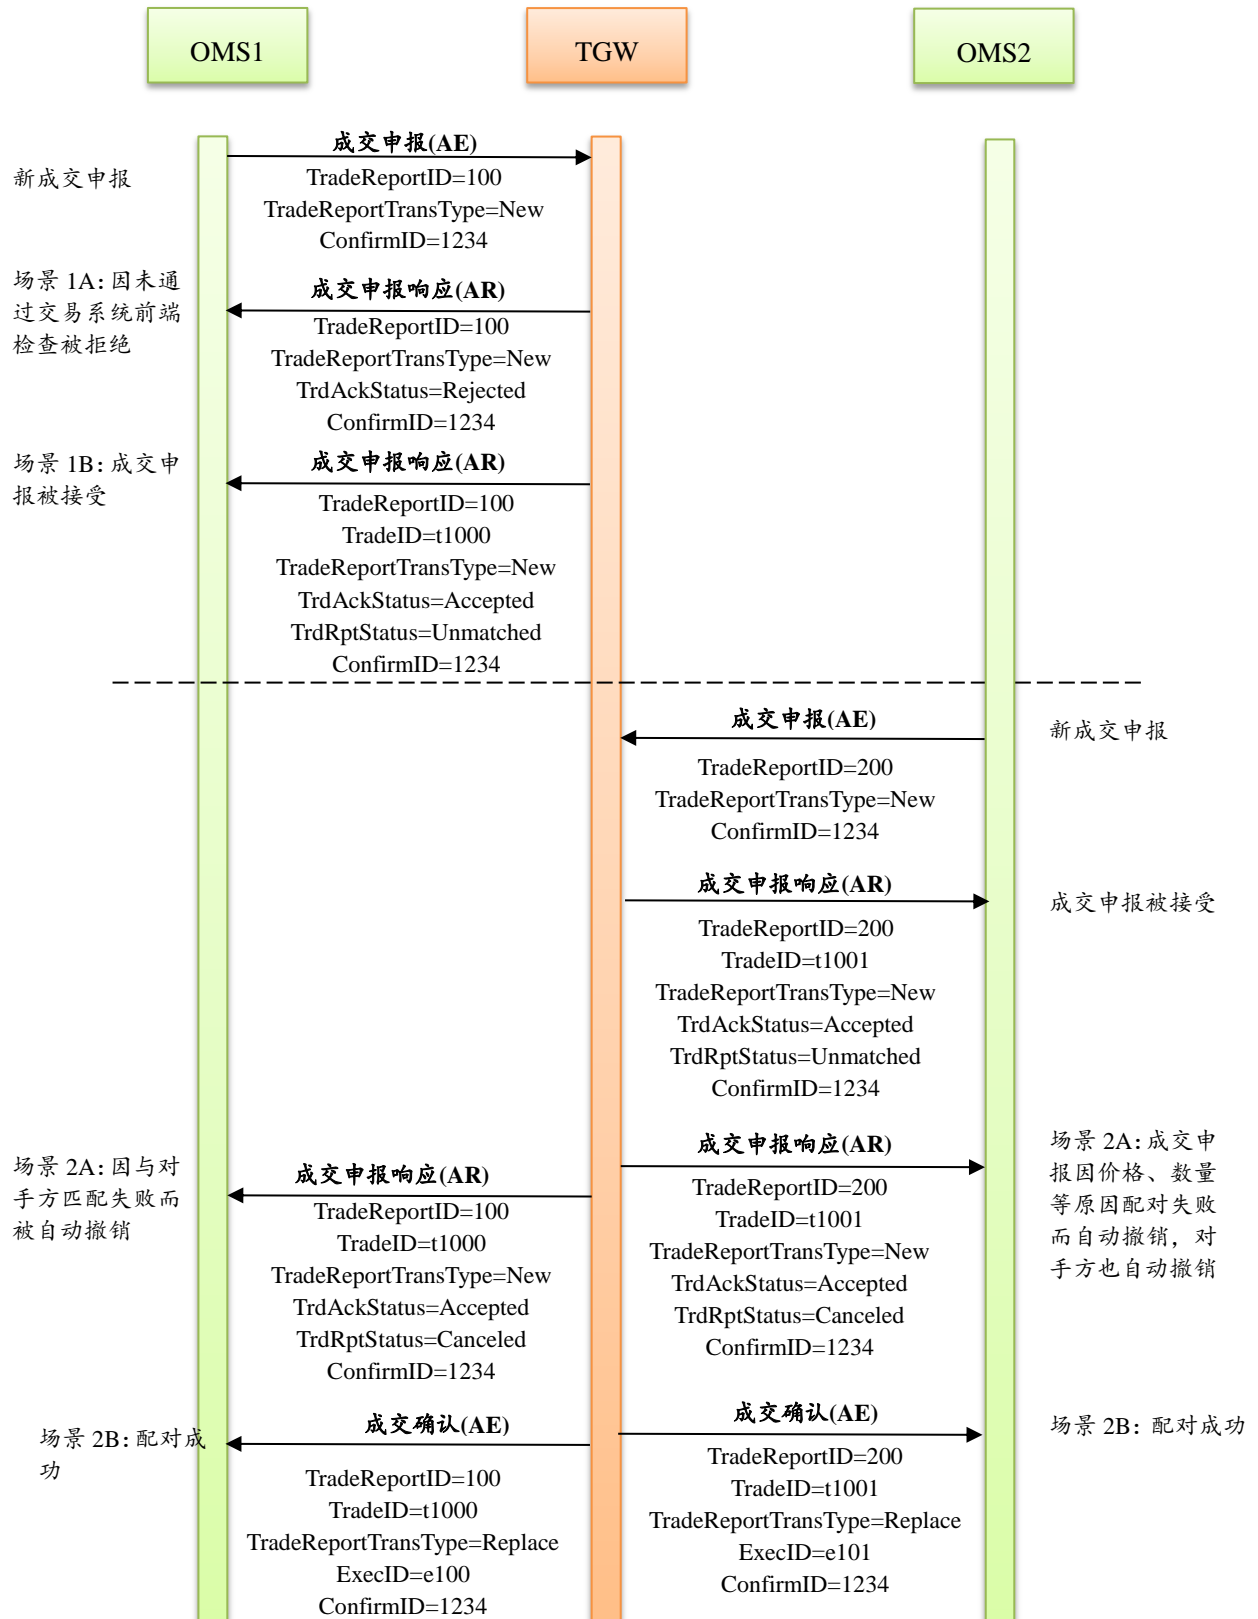 OMS1
TGW
OMS2
成交申报(AE)
新成交申报
TradeReportID=100
TradeReportTransType=New
ConfirmID=1234
场景 1A：因未通
过交易系统前端
检查被拒绝
成交申报响应(AR)
TradeReportID=100
TradeReportTransType=New
TrdAckStatus=Rejected
ConfirmID=1234
场景 1B：成交申
报被接受
成交申报响应(AR)
TradeReportID=100
TradeID=t1000
TradeReportTransType=New
TrdAckStatus=Accepted
TrdRptStatus=Unmatched
ConfirmID=1234
成交申报(AE)
新成交申报
TradeReportID=200
TradeReportTransType=New
ConfirmID=1234
成交申报响应(AR)
成交申报被接受
TradeReportID=200
TradeID=t1001
TradeReportTransType=New
TrdAckStatus=Accepted
TrdRptStatus=Unmatched
ConfirmID=1234
场景 2A：因与对
手方匹配失败而
被自动撤销
成交申报响应(AR)
TradeReportID=100
TradeID=t1000
TradeReportTransType=New
TrdAckStatus=Accepted
TrdRptStatus=Canceled
ConfirmID=1234
成交申报响应(AR)
TradeReportID=200
TradeID=t1001
TradeReportTransType=New
TrdAckStatus=Accepted
TrdRptStatus=Canceled
ConfirmID=1234
场景 2A：成交申
报因价格、数量
等原因配对失败
而自动撤销，对
手方也自动撤销
场景 2B：配对成
功
成交确认(AE)
TradeReportID=100
TradeID=t1000
TradeReportTransType=Replace
ExecID=e100
ConfirmID=1234
成交确认(AE)
TradeReportID=200
TradeID=t1001
TradeReportTransType=Replace
ExecID=e101
ConfirmID=1234
场景 2B：配对成功